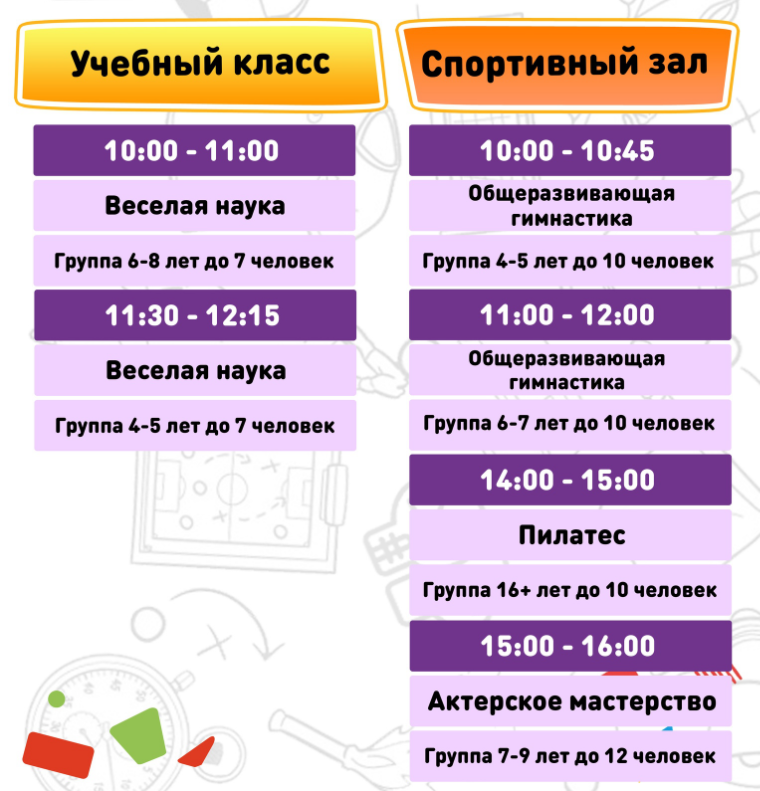 Учебный класс
10:00 - 11:00
Веселая наука
Группа 6-8 лет до 7 человек
11:30 - 12:15
Веселая наука
Группа 4-5 лет до 7 человек
Спортивный зал
10:00 - 10:45
Общеразвивающая
гимнастика
Группа 4-5 лет до 10 человек
11:00 - 12:00
Общеразвивающая
гимнастика
Группа 6-7 лет до 10 человек
14:00 - 15:00
Пилатес
Группа 16+ лет до 10 человек
15:00 - 16:00
Актерское мастерство
Группа 7-9 лет до 12 человек